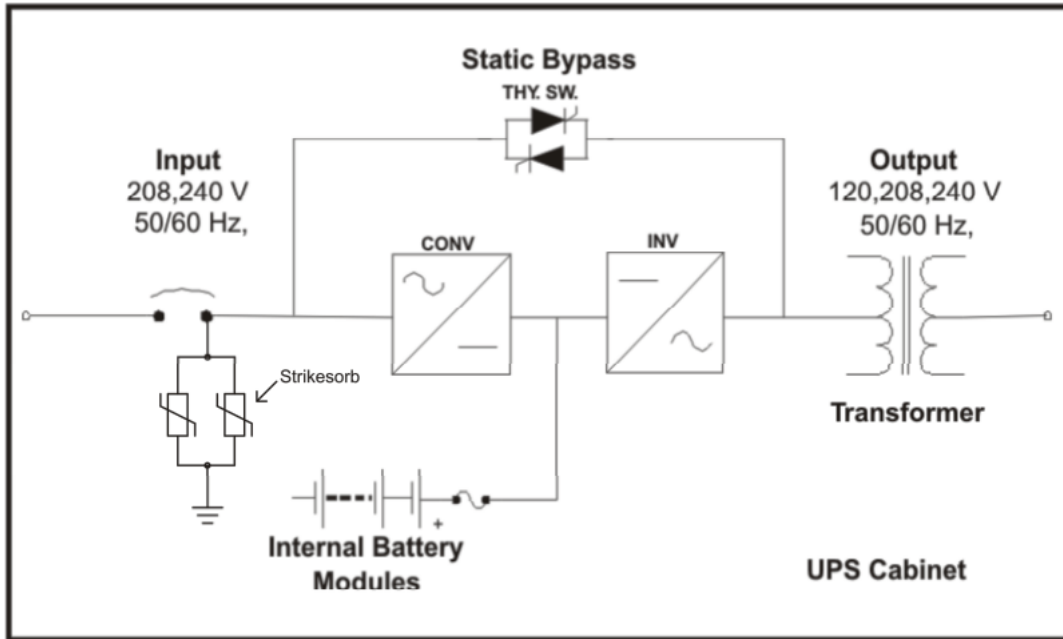 Static Bypass
THY. SW.
Input
208,240 V
50/60 Hz,
Output
120,208,240 V
50/60 Hz,
CONV
INV
Strikesorb
Transformer
+
Internal Battery
Modules
UPS Cabinet